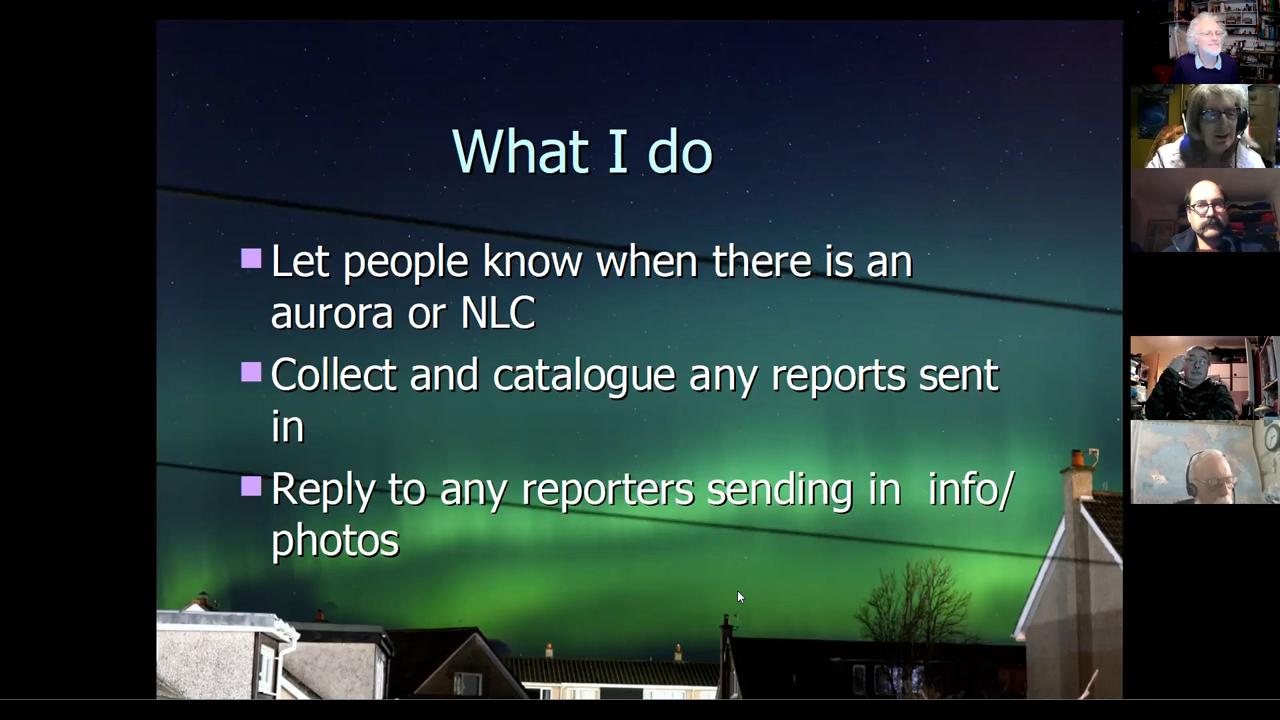 What I do
Let people know when there is an
aurora or NLC
Collect and catalogue any reports sent
in
Reply to any reporters sending in  info/
photos